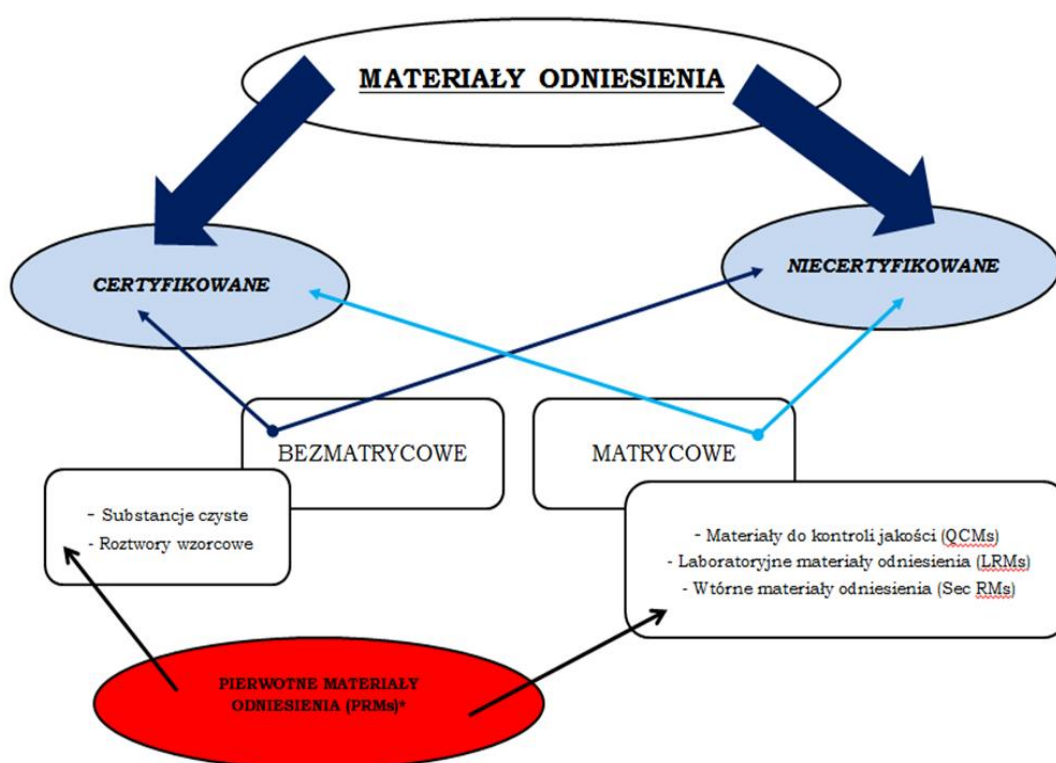 MATERIAŁY ODNIESIENIA
CERTYFIKOWANE
NIECERTYFIKOWANE
BEZMATRYCOWE
MATRYCOWE
- Substancje czyste
- Roztwory wzorcowe
- Materiały do kontroli jakości (QCMs)
- Laboratoryjne materiały odniesienia (LRMs)
- Wtórne materiały odniesienia (Sec RMs)
PIERWOTNE MATERIAŁY
ODNIESIENIA (PRMs)*